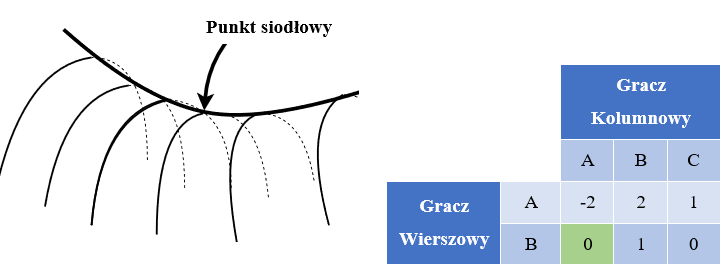 Punkt siodłowy
Gracz
Kolumnowy
A B C
Gracz
Wierszowy
A -2 2 1
B 0 1 0